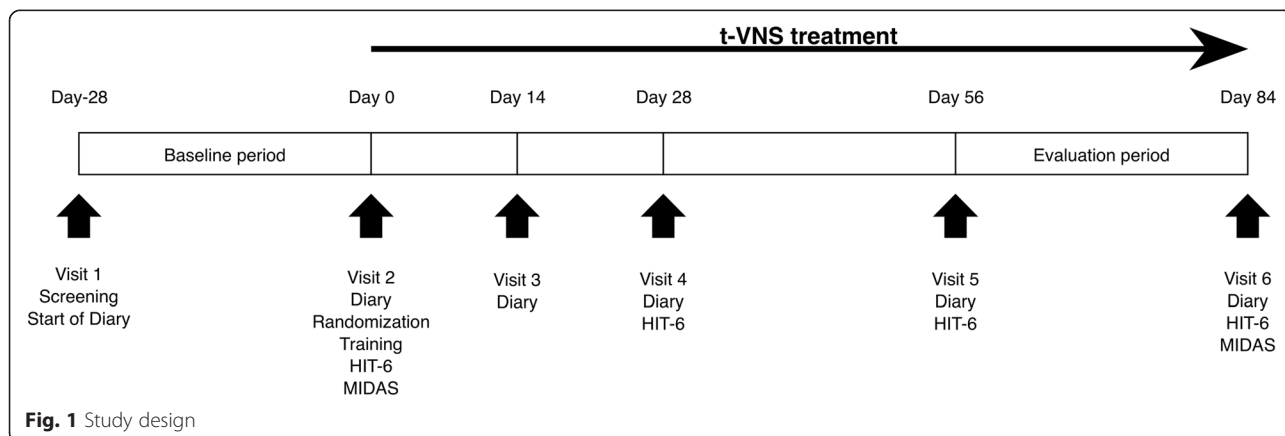 t-VNS treatment
Day-28
Day 0
Day 14
Day 28
Day 56
Day 84
Baseline period
Evaluation period
Visit 1
Screening
Start of Diary
Visit 2
Diary
Randomization
Training
HIT-6
MIDAS
Visit 3
Diary
Visit 4
Diary
HIT-6
Visit 5
Diary
HIT-6
Visit 6
Diary
HIT-6
MIDAS
Fig. 1 Study design